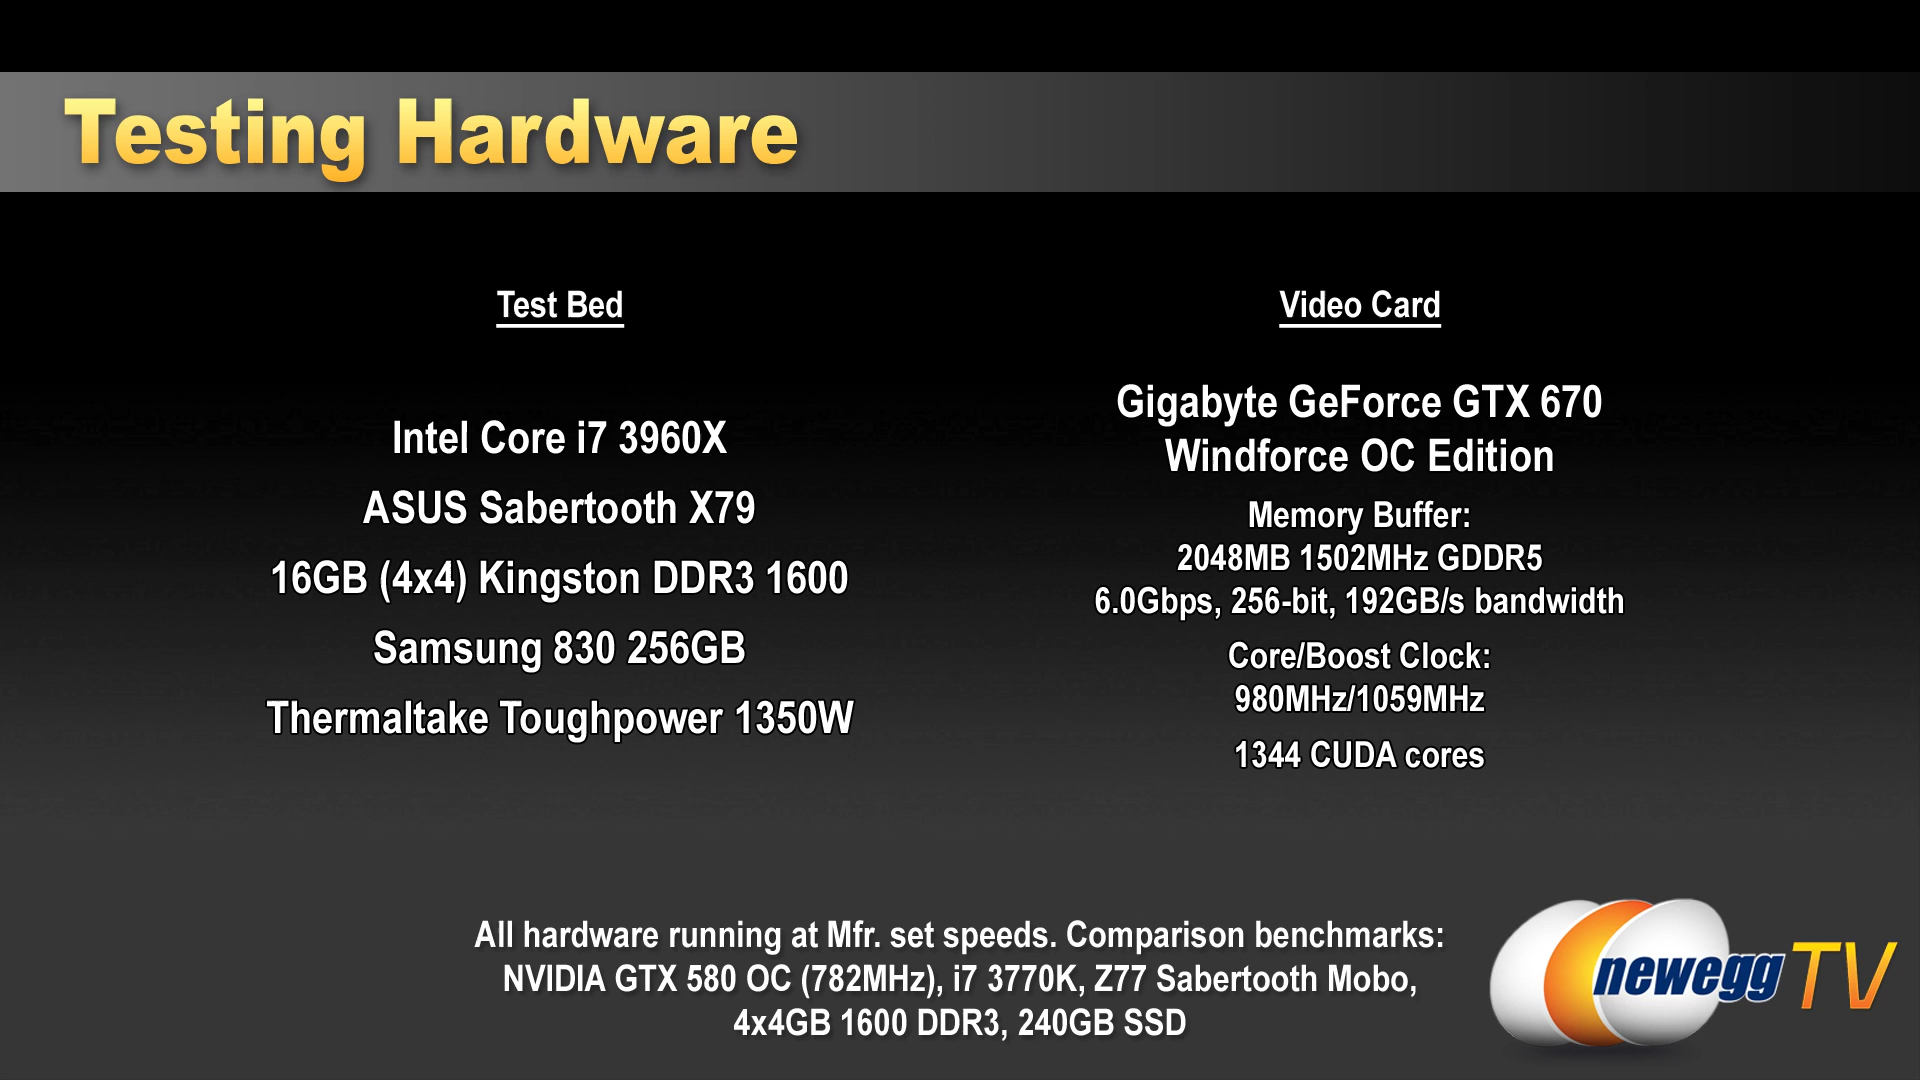 Testing Hardware
Test Bed
Intel Core i7 3960X
ASUS Sabertooth X79
16GB (4x4) Kingston DDR3 1600
Samsung 830 256GB
Thermaltake Toughpower 1350W
Video Card
Gigabyte GeForce GTX 670
Windforce OC Edition
Memory Buffer:
2048MB 1502MHz GDDR5
6.0Gbps, 256-bit, 192GB/s bandwidth
Core/Boost Clock:
980MHz/1059MHz
1344 CUDA cores
All hardware running at Mfr. set speeds. Comparison benchmarks:
NVIDIA GTX 580 OC (782MHz), i7 3770K, Z77 Sabertooth Mobo,
4x4GB 1600 DDR3, 240GB SSD
newegg TV